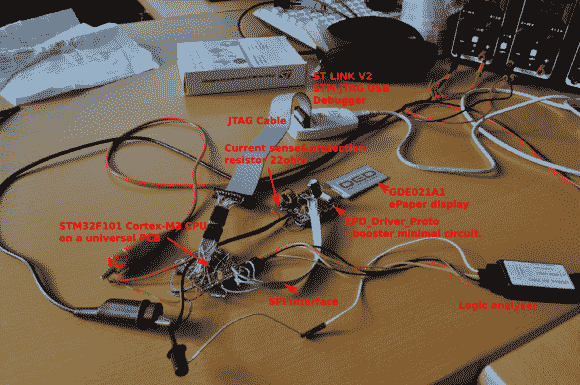 ST LINK V2
STM JTAG USB
Debugger
JTAG Cable
Current sense&protection
resistor 22ohm
GDE021A1
ePaper display
EPD_Driver_Proto
booster minimal circuit.
STM32F101 Cortex-M3 CPU
on a universal PCB
SPI interface
Logic analyser